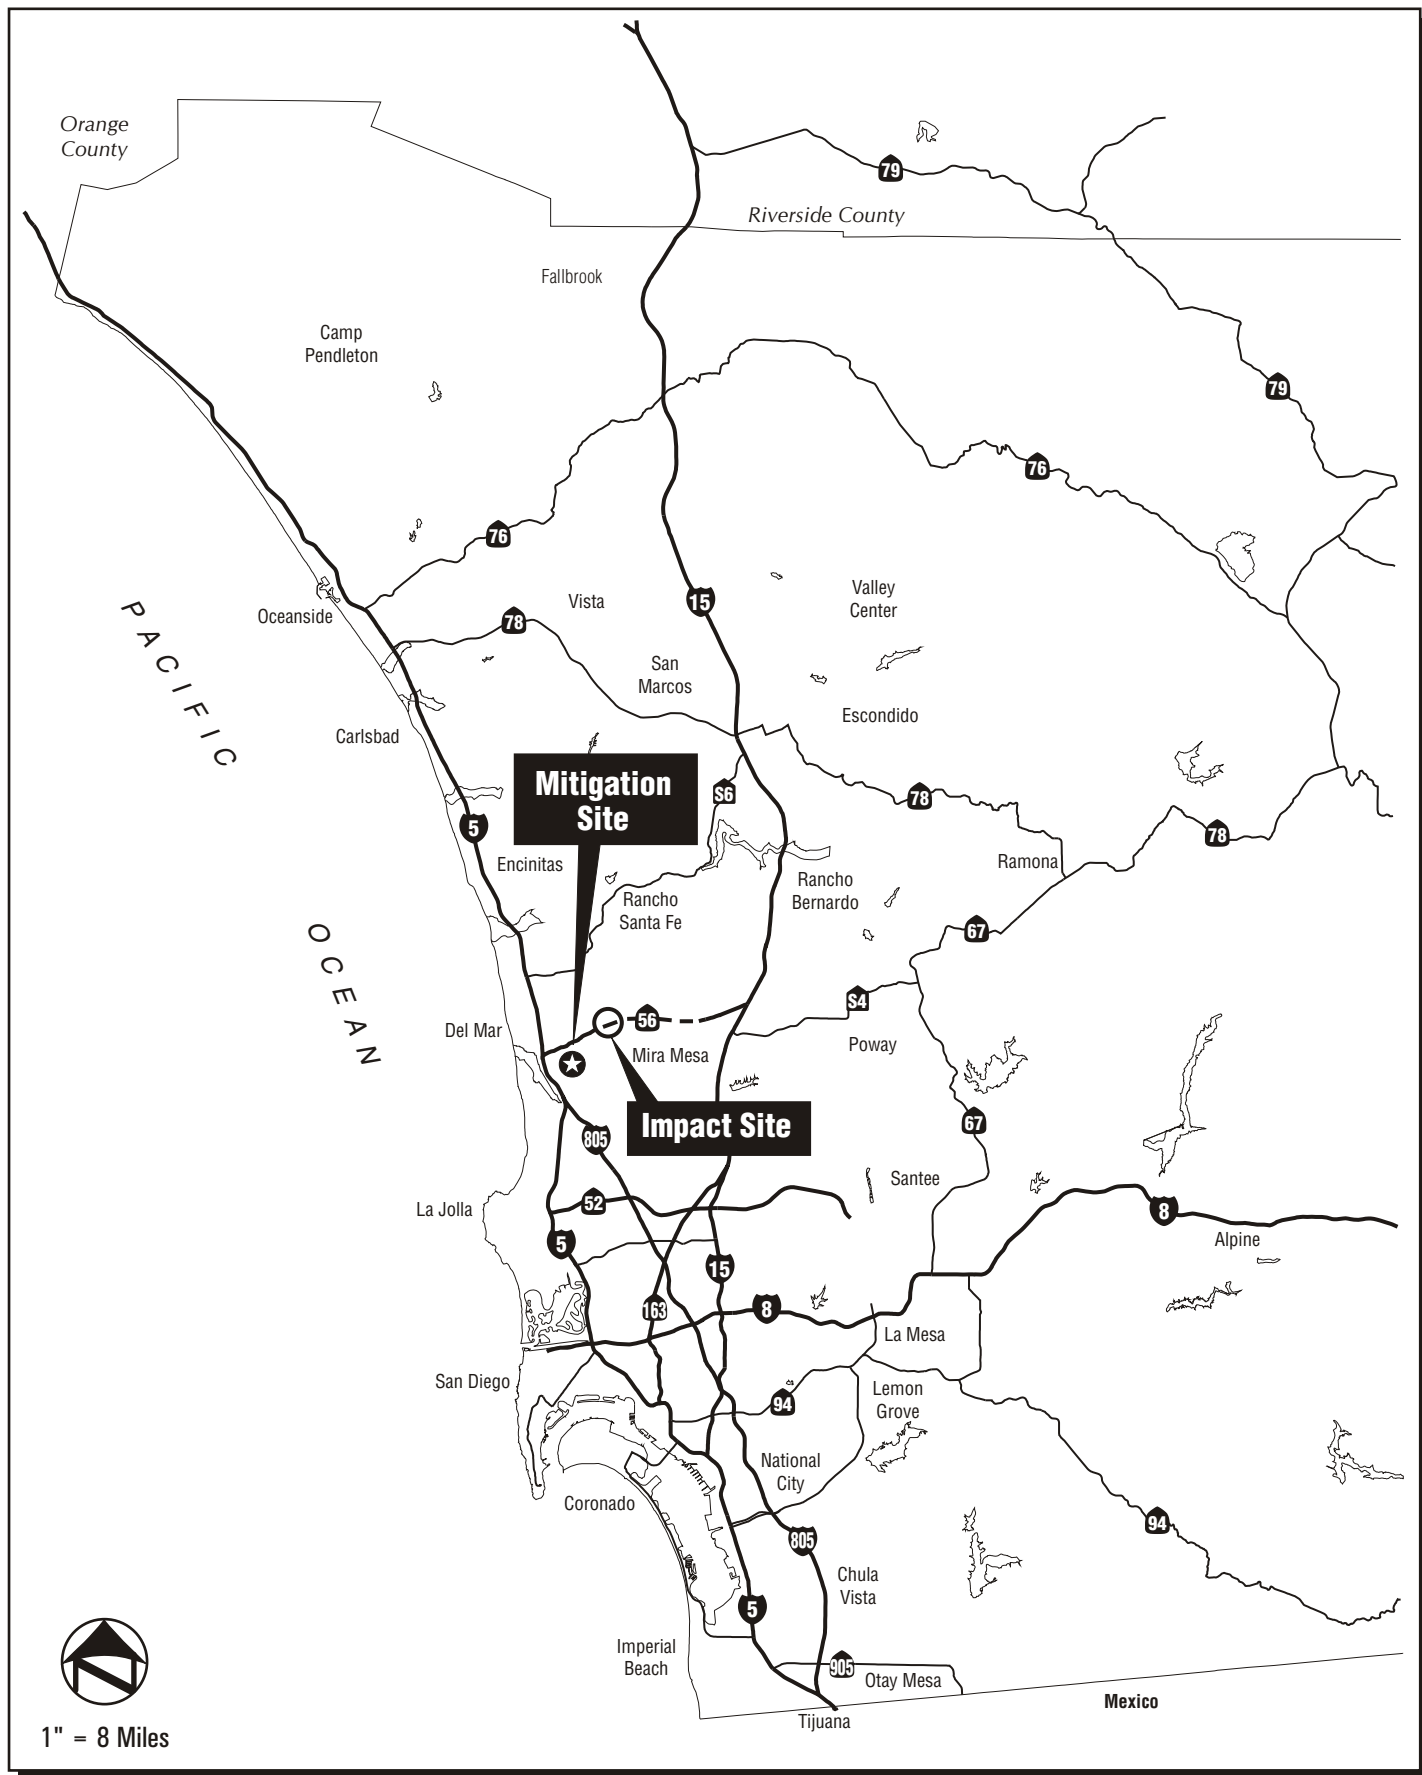 Orange
County
79
Riverside County
Fallbrook
Camp
Pendleton
79
76
76
15
Valley
Center
Vista
Oceanside
78
San
Marcos
PACIFIC
Escondido
Carlsbad
Mitigation
Site
S6
78
5
78
Encinitas
Ramona
Rancho
Bernardo
Rancho
Santa Fe
67
OCEAN
S4
56
Del Mar
Mira Mesa
Poway
67
Impact Site
805
Santee
52
La Jolla
8
Alpine
5
15
163
8
La Mesa
San Diego
Lemon
Grove
94
National
City
Coronado
94
805
Chula
Vista
5
Imperial
Beach
905
Otay Mesa
Mexico
Tijuana
1" = 8 Miles